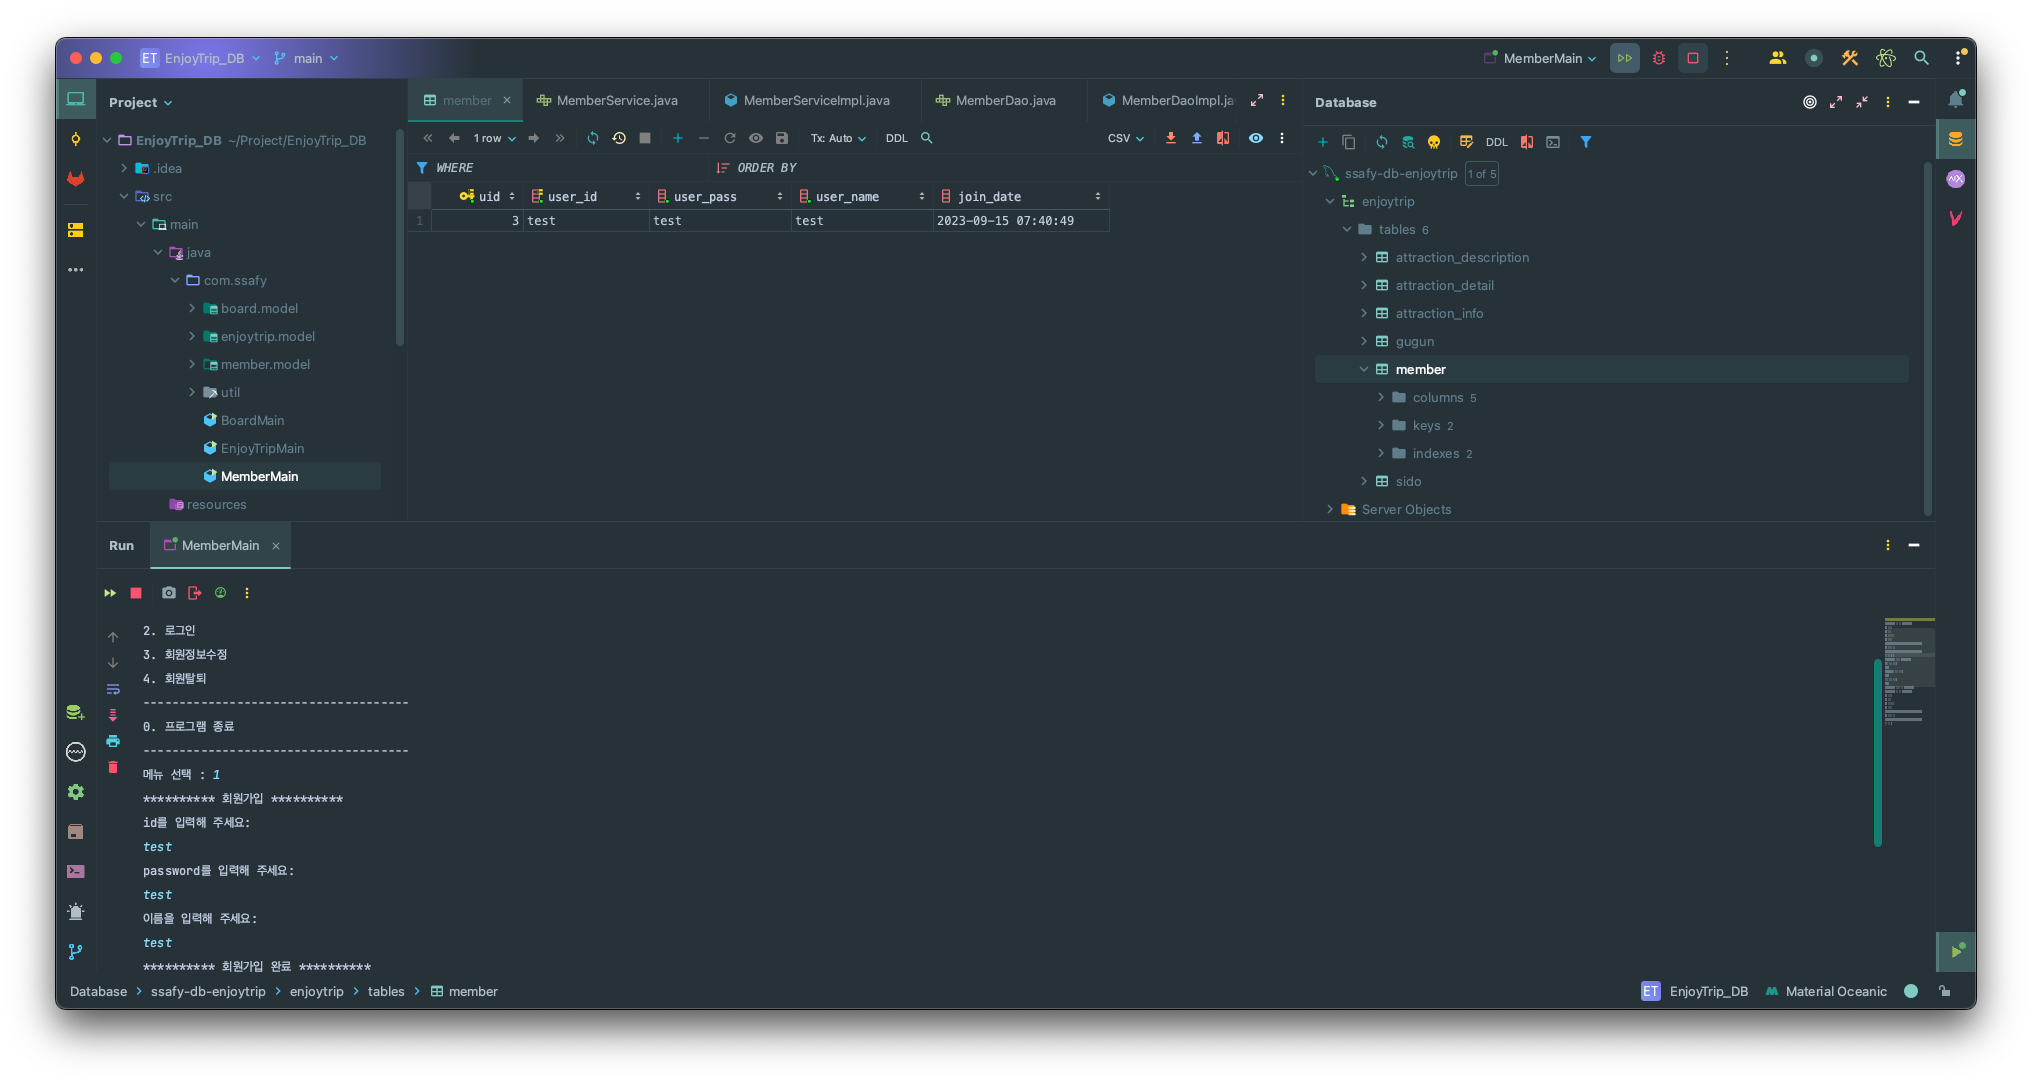 ET EnjoyTrip_DB main MemberMain
Project
EnjoyTrip_DB ~/Project/EnjoyTrip_DB
.idea
src
main
java
com.ssafy
board.model
enjoytrip.model
member.model
util
BoardMain
EnjoyTripMain
MemberMain
resources
member MemberService.java MemberServiceImpl.java MemberDao.java MemberDaoImpl.ja
1 row Tx: Auto DDL CSV
WHERE ORDER BY
uid user_id user_pass user_name join_date
1 3 test test test 2023-09-15 07:40:49
Database
DDL
ssafy-db-enjoytrip 1 of 5
enjoytrip
tables 6
attraction_description
attraction_detail
attraction_info
gugun
member
columns 5
keys 2
indexes 2
sido
Server Objects
AiX
Run MemberMain
2. 로그인
3. 회원정보수정
4. 회원탈퇴
-------------------------------------
0. 프로그램 종료
-------------------------------------
메뉴 선택 : 1
********** 회원가입 **********
id를 입력해 주세요:
test
password를 입력해 주세요:
test
이름을 입력해 주세요:
test
********** 회원가입 완료 **********
Database ssafy-db-enjoytrip enjoytrip tables member
ET EnjoyTrip_DB Material Oceanic